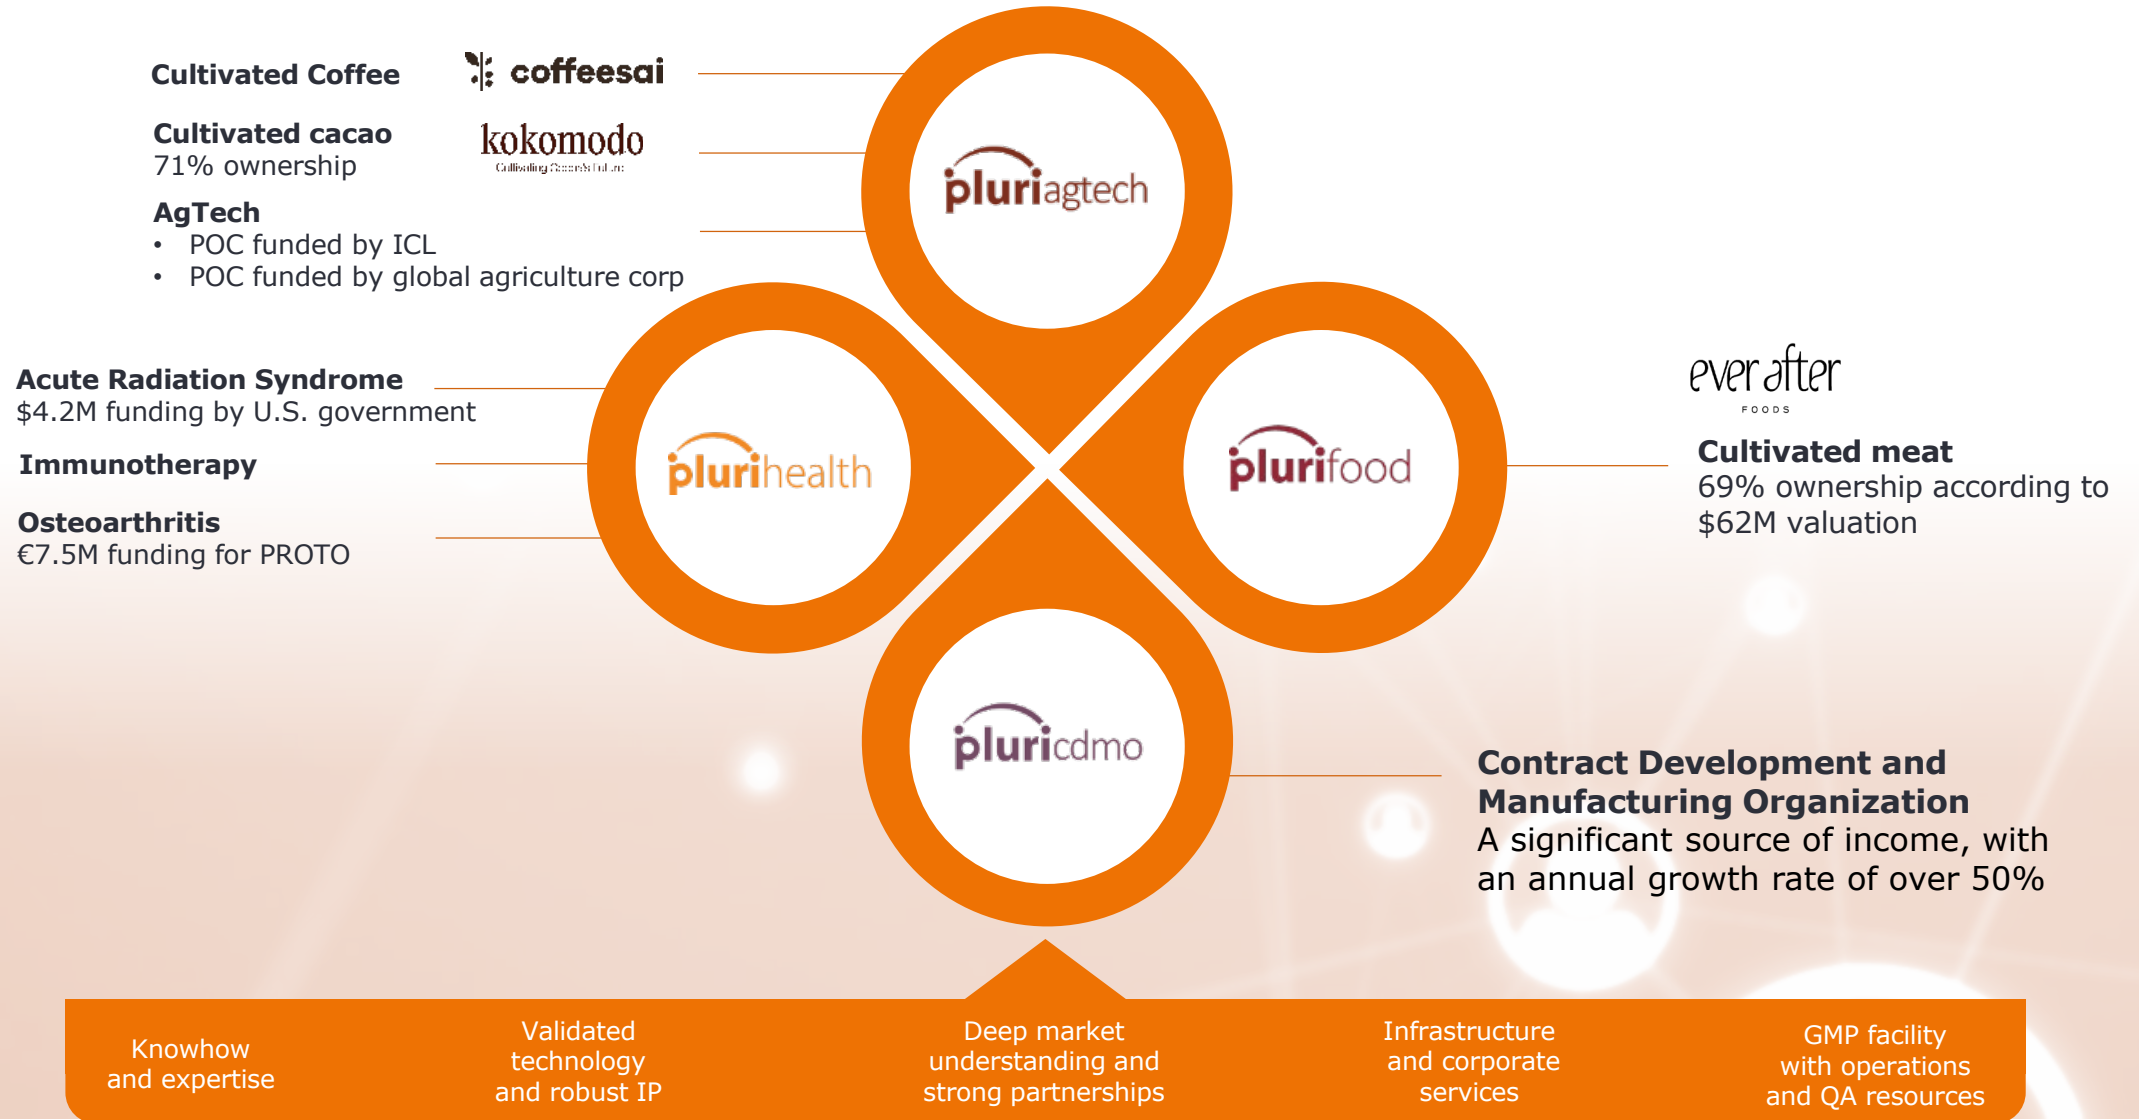 Cultivated Coffee
coffeesai
Cultivated cacao
71% ownership
kokomodo
Cultivating
AgTech
• POC funded by ICL
• POC funded by global agriculture corp
pluriagtech
Acute Radiation Syndrome
$4.2M funding by U.S. government
Immunotherapy
Osteoarthritis
€7.5M funding for PROTO
plurihealth
plurifood
ever after
FOODS
Cultivated meat
69% ownership according to
$62M valuation
pluricdmo
Contract Development and
Manufacturing Organization
A significant source of income, with
an annual growth rate of over 50%
Knowhow
and expertise
Validated
technology
and robust IP
Deep market
understanding and
strong partnerships
Infrastructure
and corporate
services
GMP facility
with operations
and QA resources